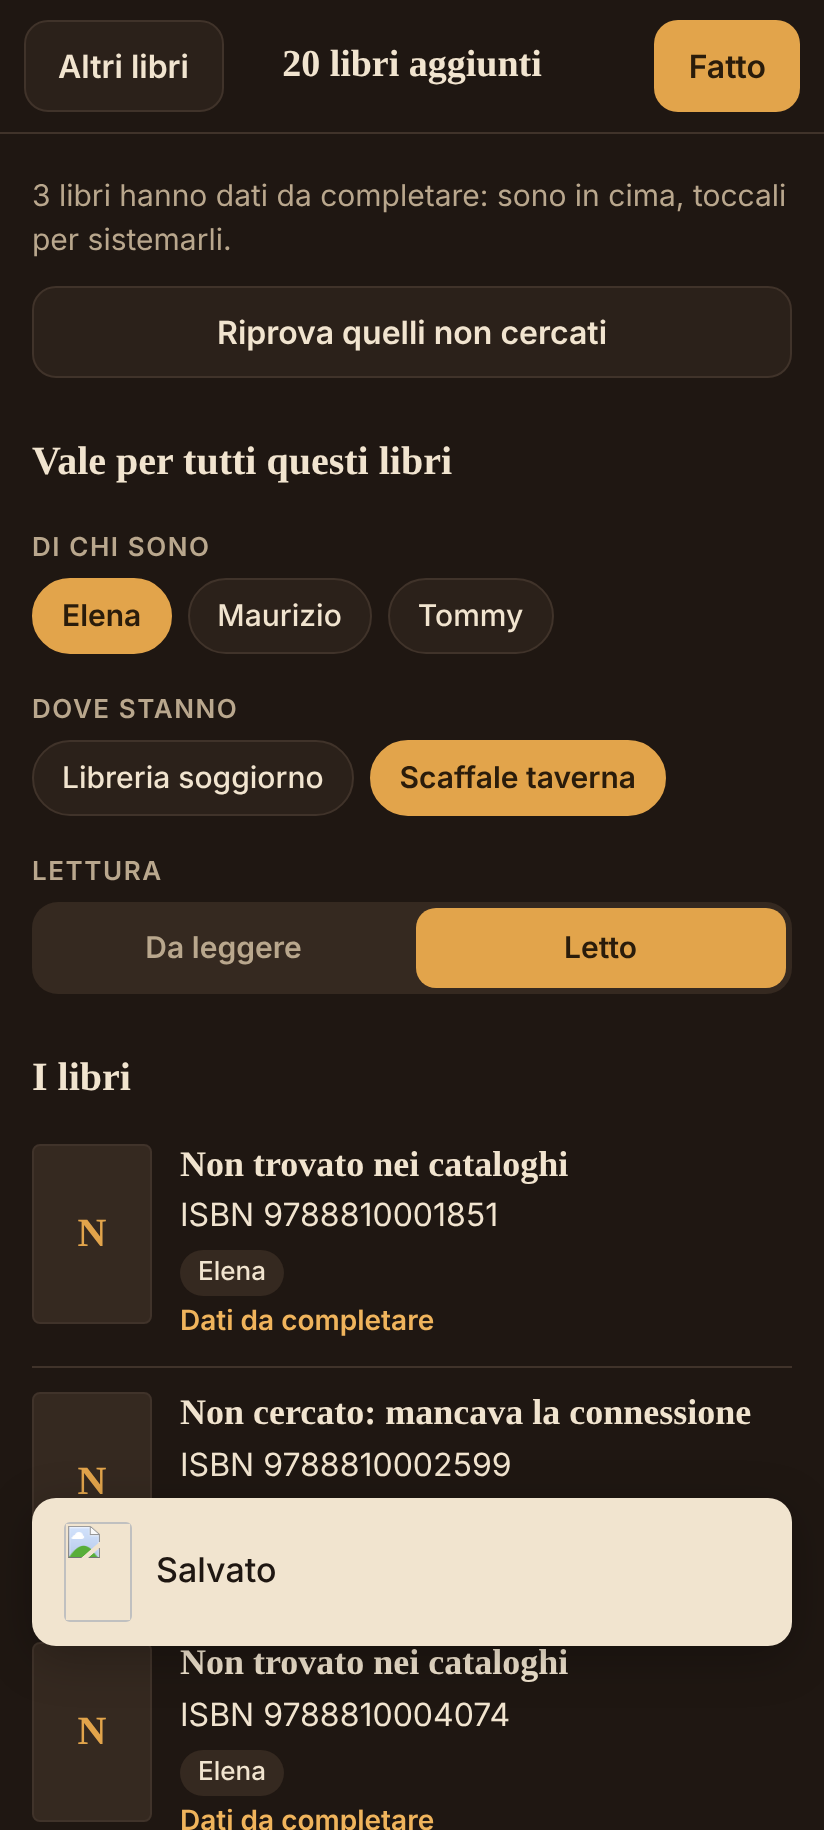 Altri libri
20 libri aggiunti
Fatto
3 libri hanno dati da completare: sono in cima, toccali
per sistemarli.
Riprova quelli non cercati
Vale per tutti questi libri
DI CHI SONO
Elena
Maurizio
Tommy
DOVE STANNO
Libreria soggiorno
Scaffale taverna
LETTURA
Da leggere
Letto
I libri
N
Non trovato nei cataloghi
ISBN 9788810001851
Elena
Dati da completare
N
Non cercato: mancava la connessione
ISBN 9788810002599
Salvato
N
Non trovato nei cataloghi
ISBN 9788810004074
Elena
Dati da completare